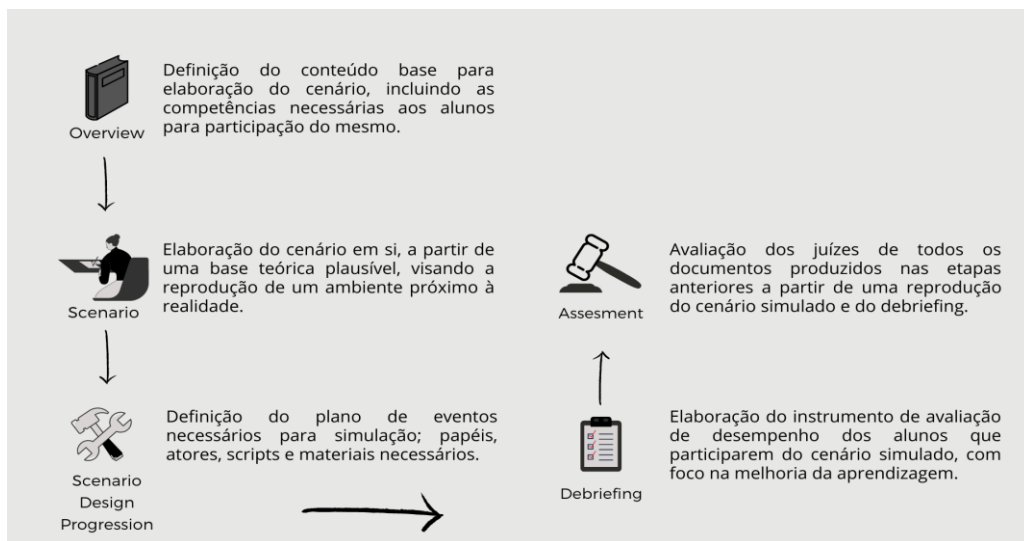 Definição do conteúdo base para
elaboração do cenário, incluindo as
competências necessárias aos alunos
para participação do mesmo.
Overview
Elaboração do cenário em si, a partir de
uma base teórica plausível, visando a
reprodução de um ambiente próximo à
realidade.
Scenario
Definição do plano de eventos
necessários para simulação; papéis,
atores, scripts e materiais necessários.
Scenario
Design
Progression
Elaboração do instrumento de avaliação
de desempenho dos alunos que
participarem do cenário simulado, com
foco na melhoria da aprendizagem.
Debriefing
Avaliação dos juízes de todos os
documentos produzidos nas etapas
anteriores a partir de uma reprodução
do cenário simulado e do debriefing.
Assesment